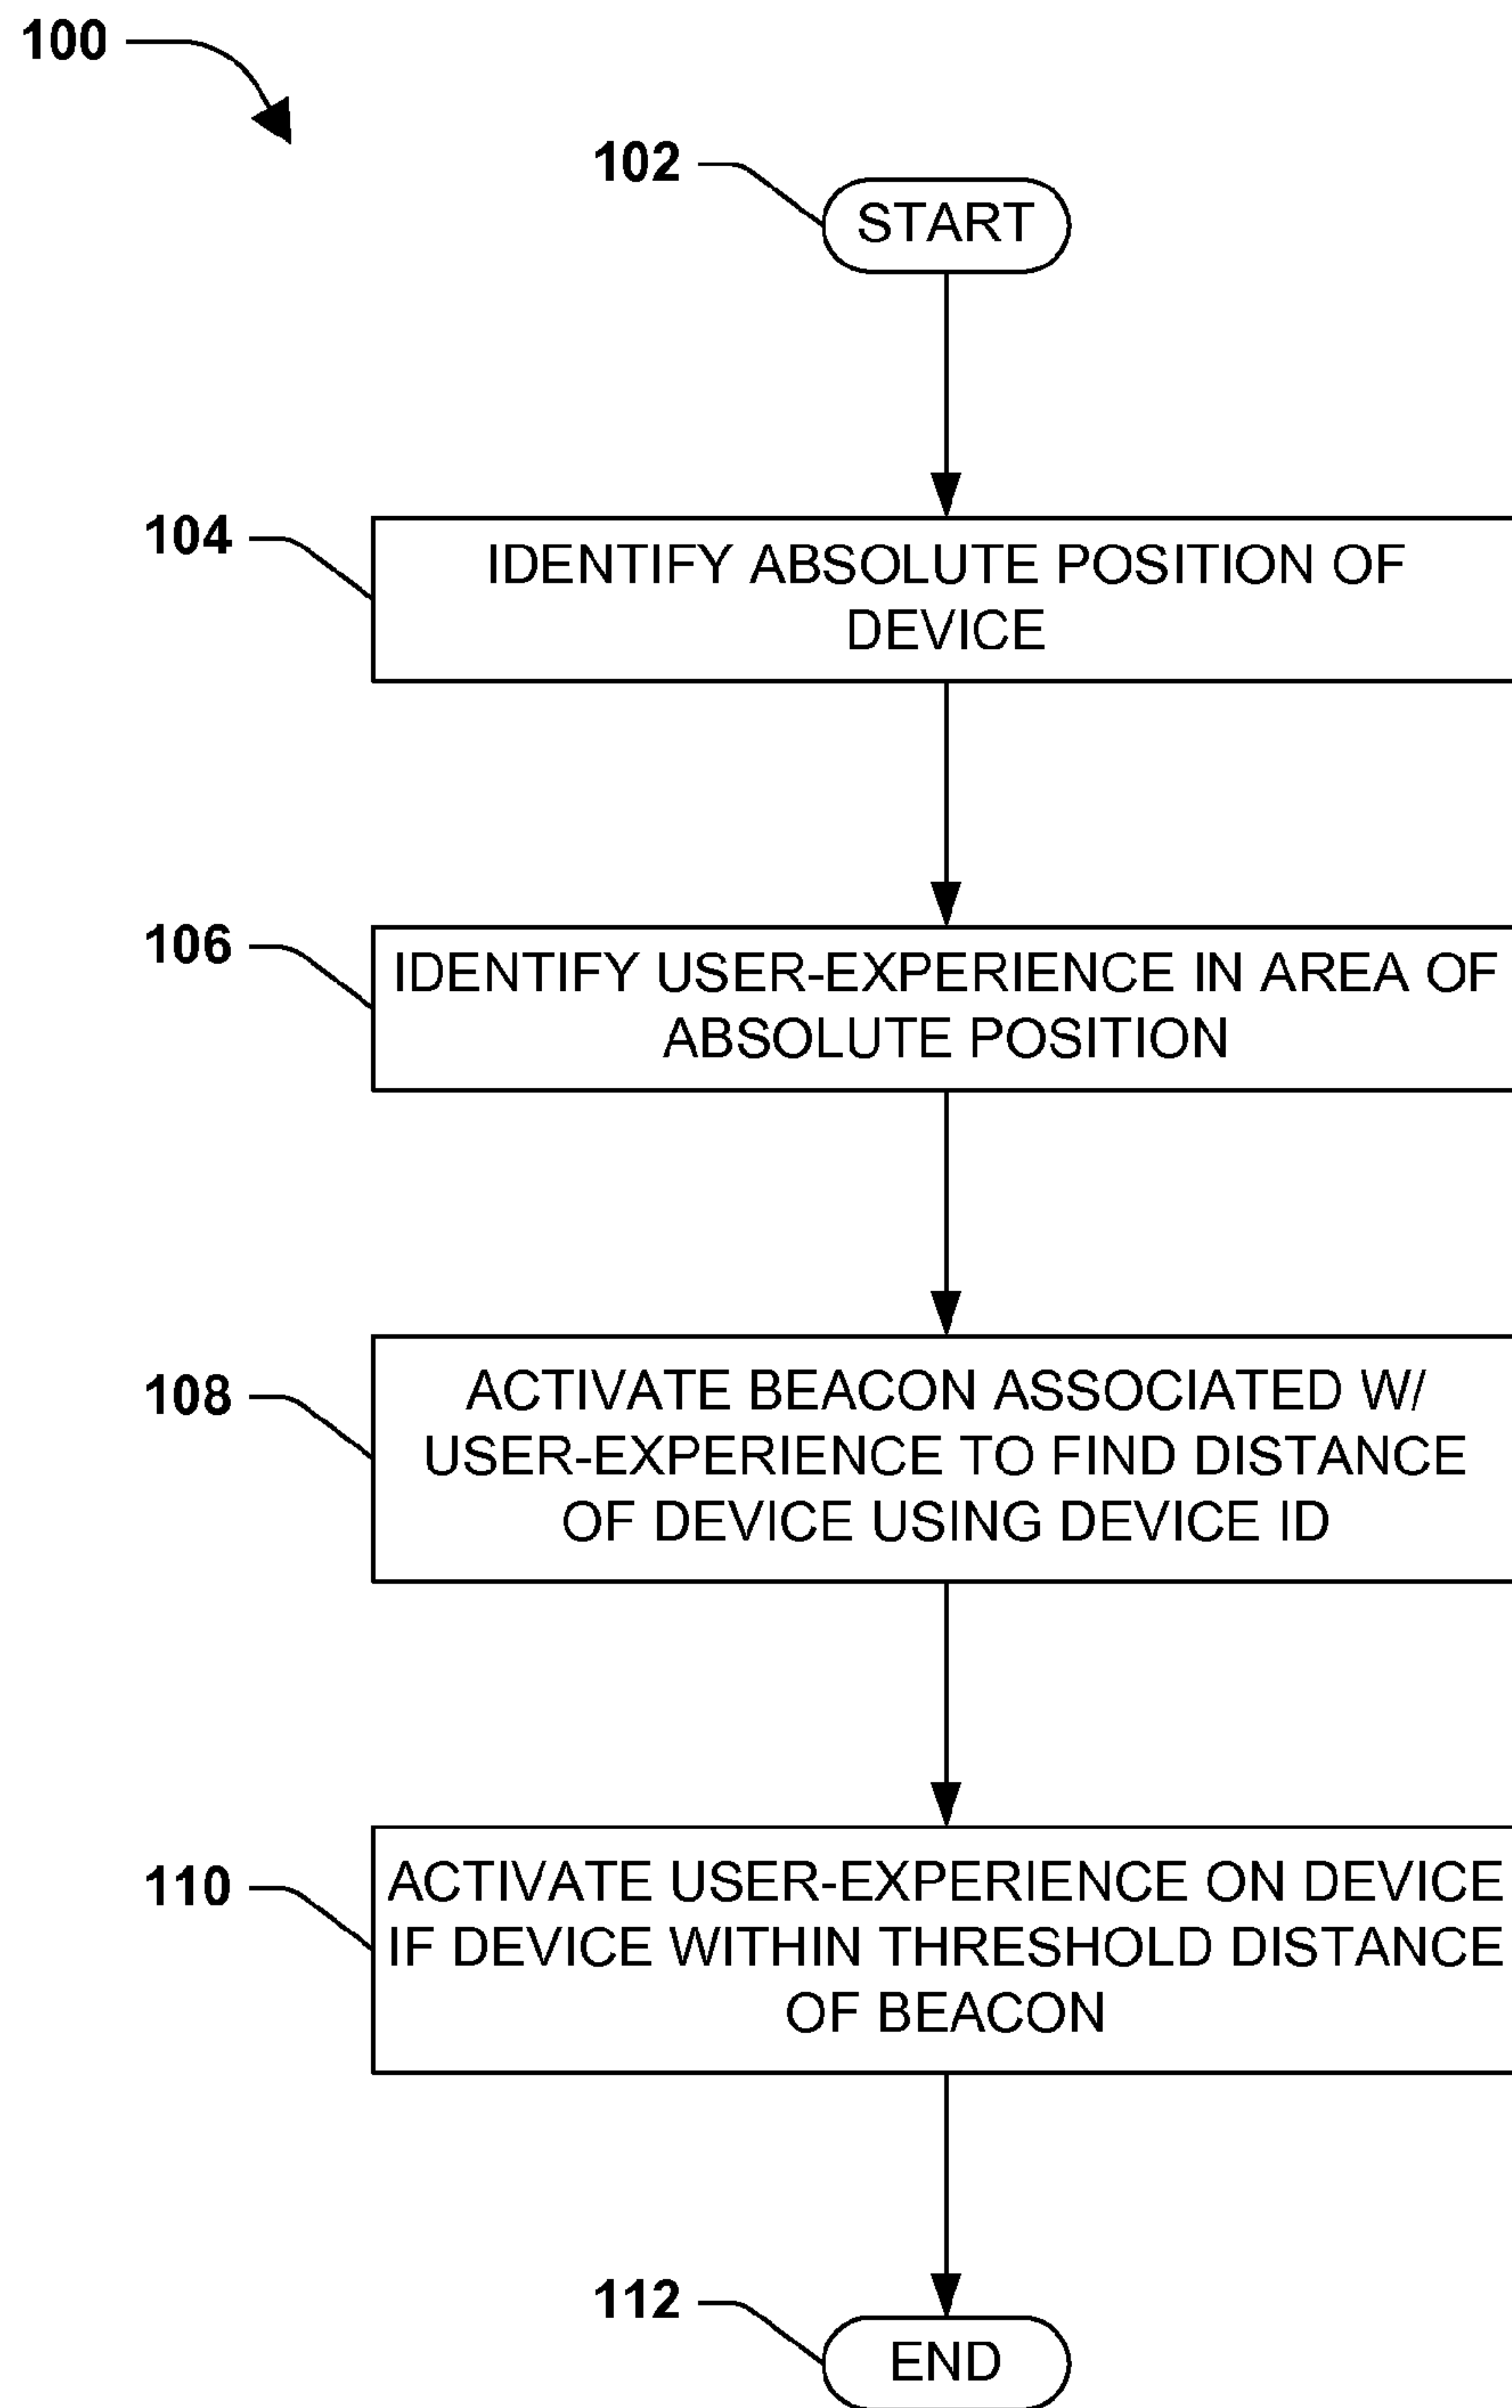 100
102
START
104
IDENTIFY ABSOLUTE POSITION OF
DEVICE
106
IDENTIFY USER-EXPERIENCE IN AREA OF
ABSOLUTE POSITION
108
ACTIVATE BEACON ASSOCIATED W/
USER-EXPERIENCE TO FIND DISTANCE
OF DEVICE USING DEVICE ID
110
ACTIVATE USER-EXPERIENCE ON DEVICE
IF DEVICE WITHIN THRESHOLD DISTANCE
OF BEACON
112
END